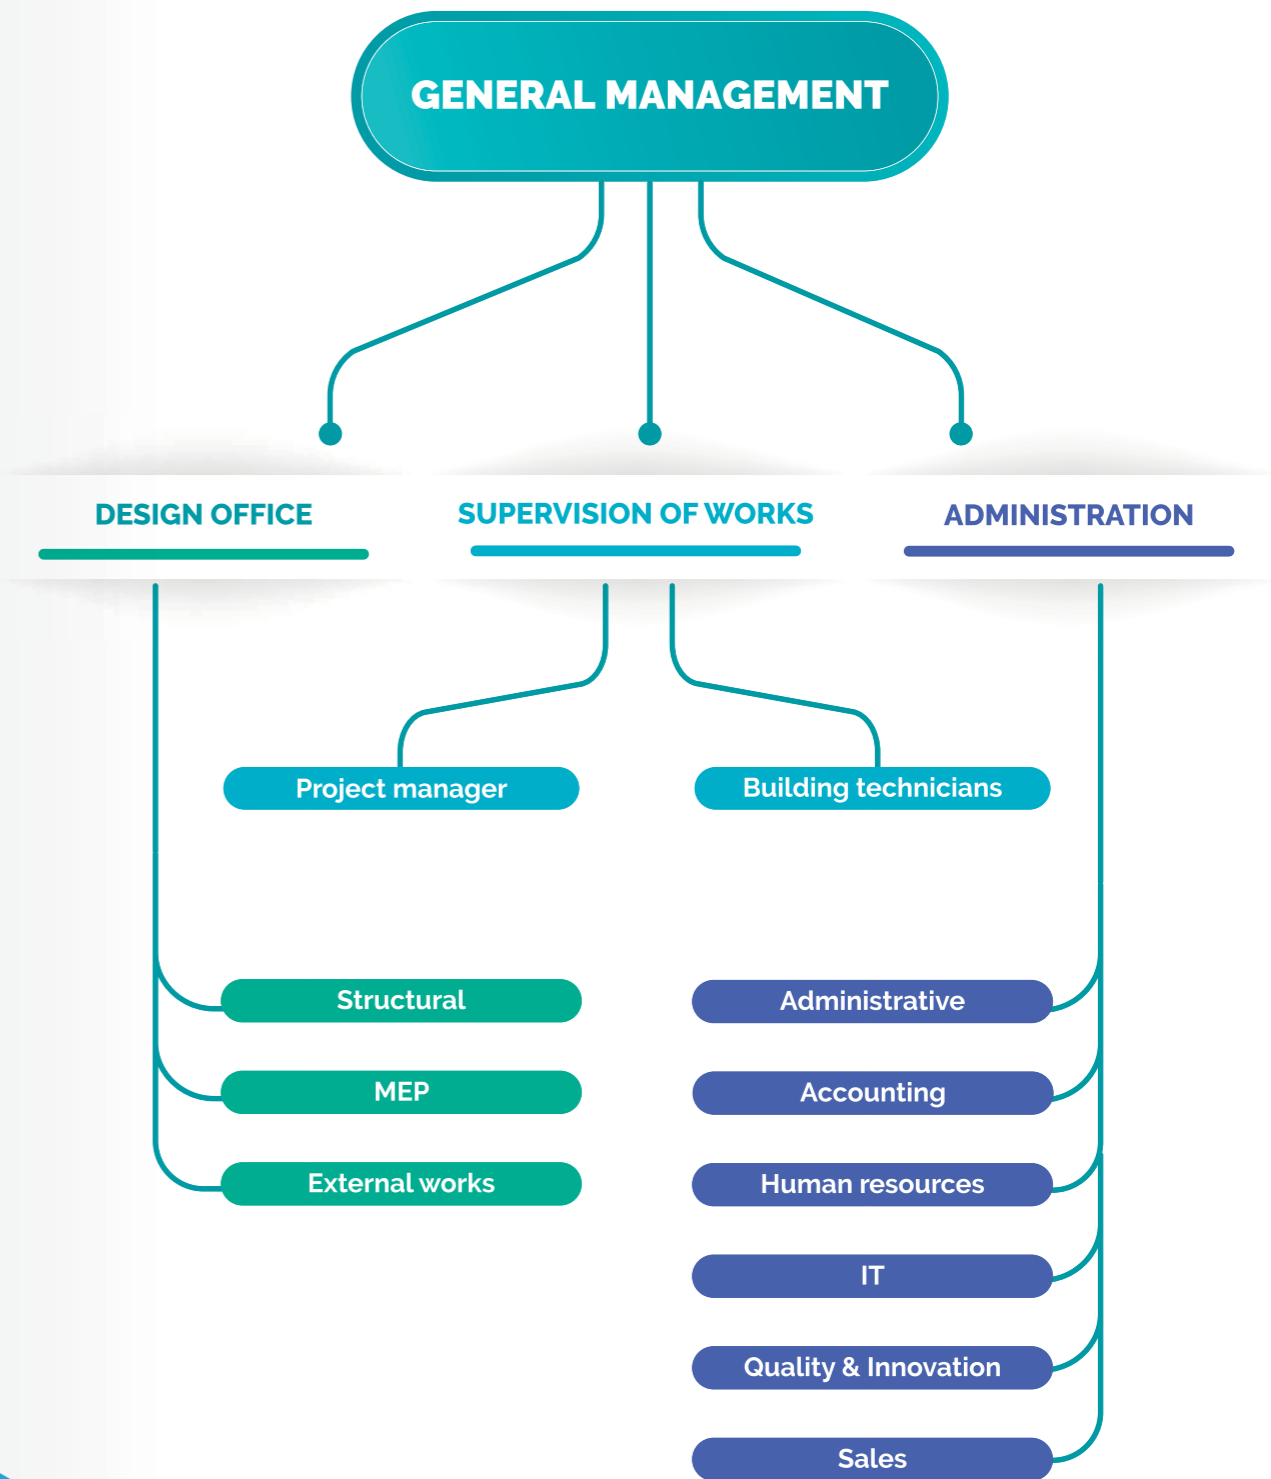 GENERAL MANAGEMENT
DESIGN OFFICE
SUPERVISION OF WORKS
ADMINISTRATION
Project manager
Building technicians
Structural
MEP
External works
Administrative
Accounting
Human resources
IT
Quality & Innovation
Sales